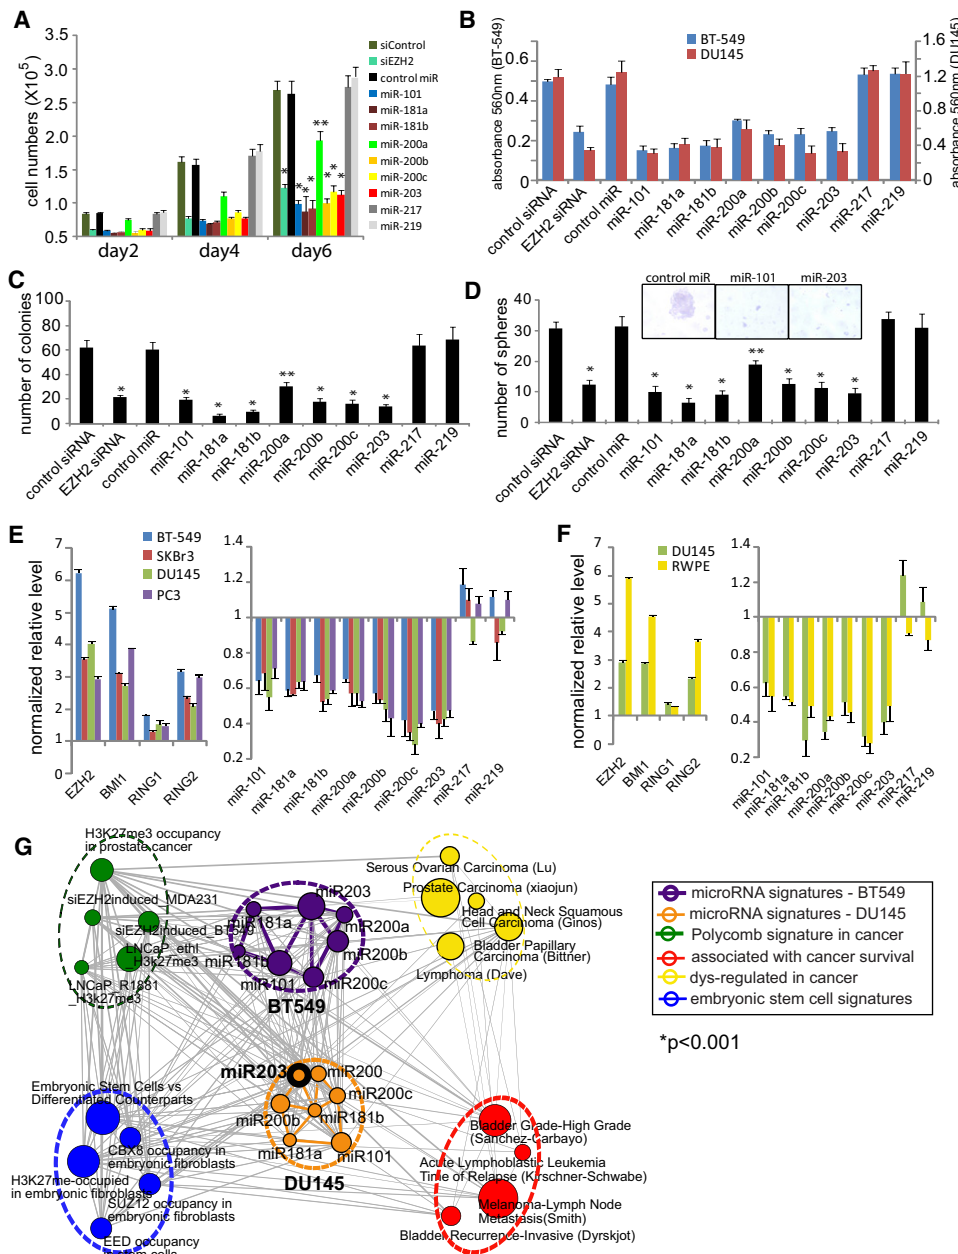 A
cell numbers (X10⁵)
3.5
3.0
2.5
2.0
1.5
1.0
0.5
day2
day4
day6
* * * * ** * * *
siControl
siEZH2
control miR
miR-101
miR-181a
miR-181b
miR-200a
miR-200b
miR-200c
miR-203
miR-217
miR-219
B
absorbance 560nm (BT-549)
0.6
0.4
0.2
0
BT-549
DU145
1.6
1.2
0.8
0.4
0
absorbance 560nm (DU145)
control siRNA
EZH2 siRNA
control miR
miR-101
miR-181a
miR-181b
miR-200a
miR-200b
miR-200c
miR-203
miR-217
miR-219
C
number of colonies
100
80
60
40
20
0
* * * * ** * * *
control siRNA
EZH2 siRNA
control miR
miR-101
miR-181a
miR-181b
miR-200a
miR-200b
miR-200c
miR-203
miR-217
miR-219
D
control miR
miR-101
miR-203
number of spheres
40
30
20
10
0
* * * * ** * * *
control siRNA
EZH2 siRNA
control miR
miR-101
miR-181a
miR-181b
miR-200a
miR-200b
miR-200c
miR-203
miR-217
miR-219
E
normalized relative level
7
6
5
4
3
2
1
0
BT-549
SKBr3
DU145
PC3
EZH2
BMI1
RING1
RING2
1.4
1.2
1
0.8
0.6
0.4
0.2
miR-101
miR-181a
miR-181b
miR-200a
miR-200b
miR-200c
miR-203
miR-217
miR-219
F
normalized relative level
7
6
5
4
3
2
1
0
DU145
RWPE
EZH2
BMI1
RING1
RING2
1.4
1.2
1
0.8
0.6
0.4
0.2
miR-101
miR-181a
miR-181b
miR-200a
miR-200b
miR-200c
miR-203
miR-217
miR-219
G
H3K27me3 occupancy
in prostate cancer
siEZH2induced_MDA231
siEZH2induced_BT549
LNCaP_ethl
_H3k27me3
LNCaP_R1881
_H3k27me3
miR203
miR181a
miR200a
miR200b
miR181b
miR101
miR200c
BT549
Serous Ovarian Carcinoma (Lu)
Prostate Carcinoma (xiaojun)
Head and Neck Squamous
Cell Carcinoma (Ginos)
Bladder Papillary
Carcinoma (Bittner)
Lymphoma (Dave)
microRNA signatures - BT549
microRNA signatures - DU145
Polycomb signature in cancer
associated with cancer survival
dys-regulated in cancer
embryonic stem cell signatures
*p<0.001
miR203
miR200
miR200c
miR200b
miR181b
miR181a
miR101
DU145
Embryonic Stem Cells vs
Differentiated Counterparts
CBX8 occupancy in
embryonic fibroblasts
H3K27me-occupied
in embryonic fibroblasts
SUZ12 occupancy in
embryonic fibroblasts
EED occupancy
in stem cells
Bladder Grade-High Grade
(Sanchez-Carbayo)
Acute Lymphoblastic Leukemia
Time of Relapse (Kirschner-Schwabe)
Melanoma-Lymph Node
Metastasis(Smith)
Bladder Recurrence-Invasive (Dyrskjot)